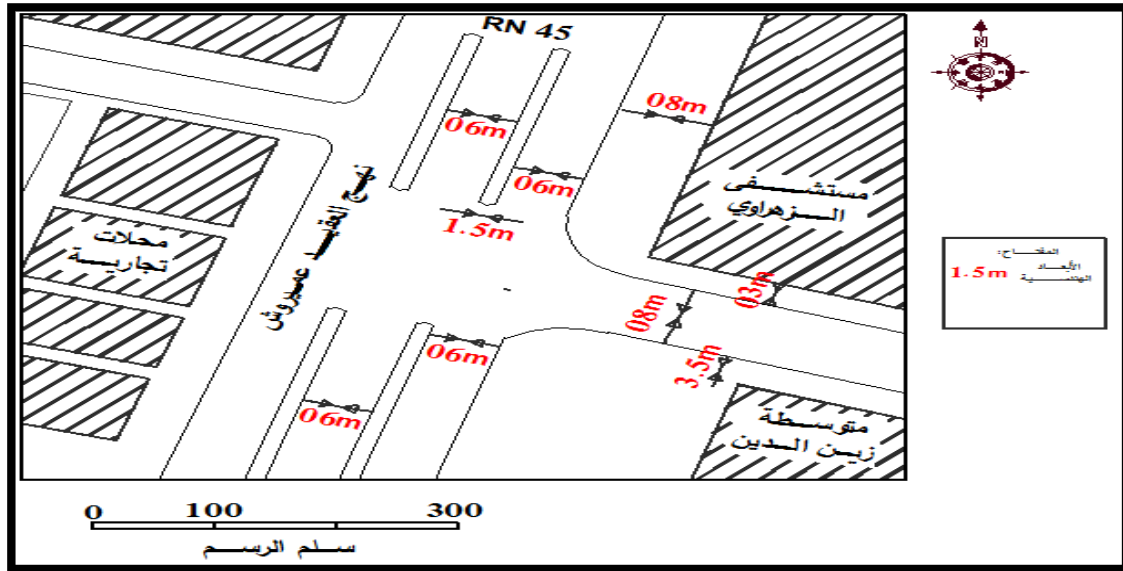 RN 45
N
08m
06m
06m
مستشفى
الزهراوي
نهج العقيد عميروش
1.5m
محلات
تجارية
المفتاح:
الأبعاد
الهندسية
1.5m
03m
08m
06m
3.5m
06m
متوسطة
زين الدين
0 100 300
سلم الرسم